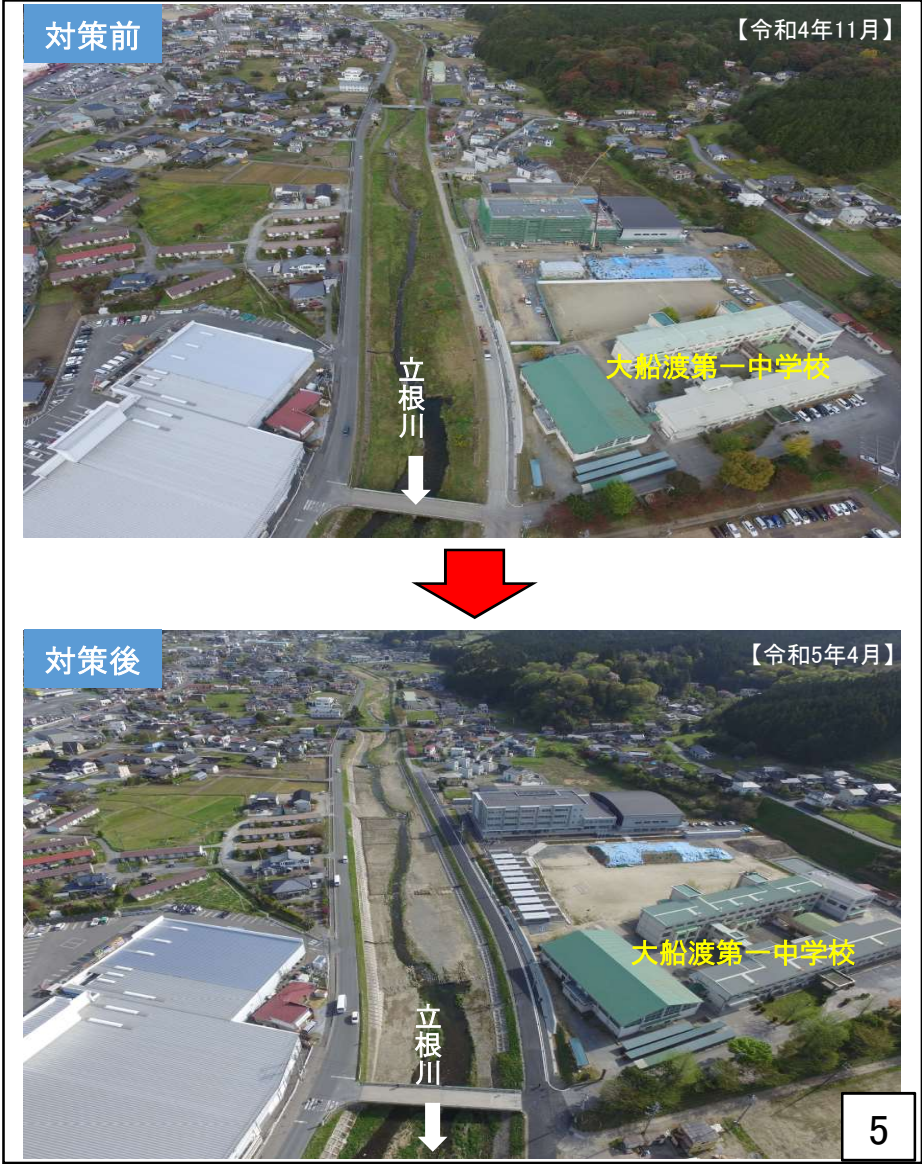 対策前
【令和4年11月】
大船渡第一中学校
立根川
対策後
【令和5年4月】
大船渡第一中学校
立根川
5